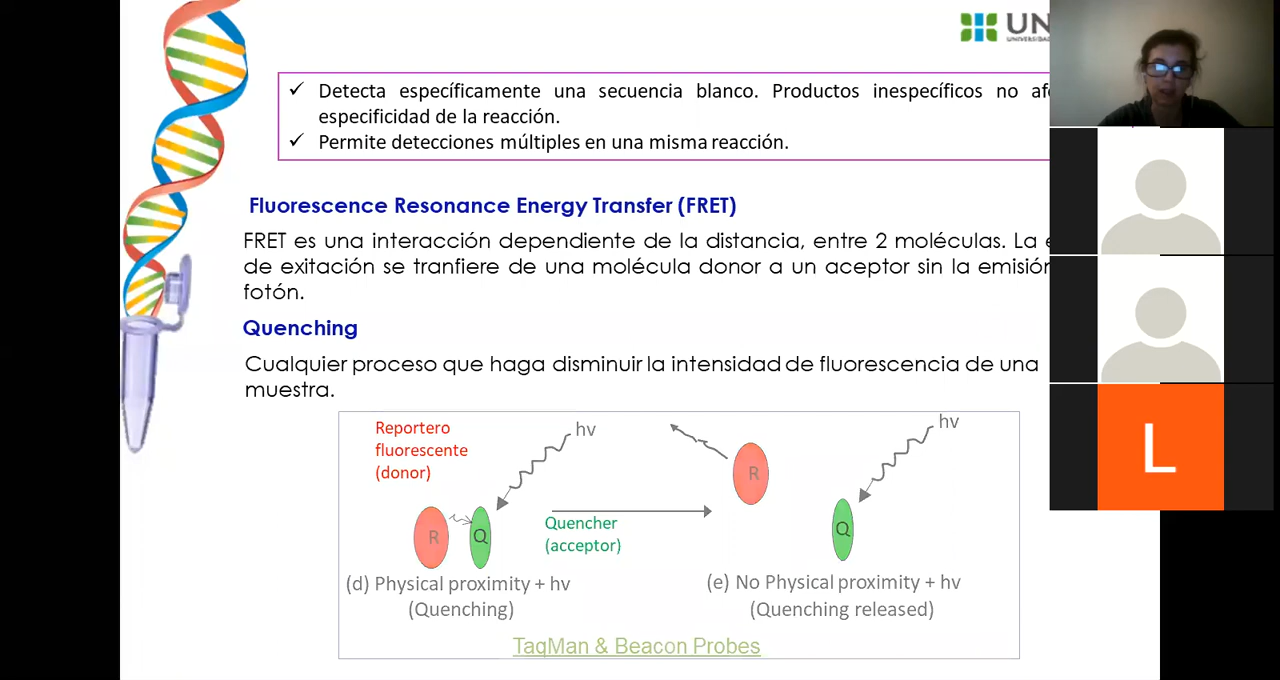 UN
UNIVERSIDAD
✓ Detecta específicamente una secuencia blanco. Productos inespecíficos no
especificidad de la reacción.
✓ Permite detecciones múltiples en una misma reacción.
Fluorescence Resonance Energy Transfer (FRET)
FRET es una interacción dependiente de la distancia, entre 2 moléculas. La
de exitación se tranfiere de una molécula donor a un aceptor sin la emisión
fotón.
Quenching
Cualquier proceso que haga disminuir la intensidad de fluorescencia de una
muestra.
Reportero
fluorescente
(donor)
hv
R
Q
Quencher
(acceptor)
R
hv
Q
(d) Physical proximity + hv
(Quenching)
(e) No Physical proximity + hv
(Quenching released)
TaqMan & Beacon Probes
L